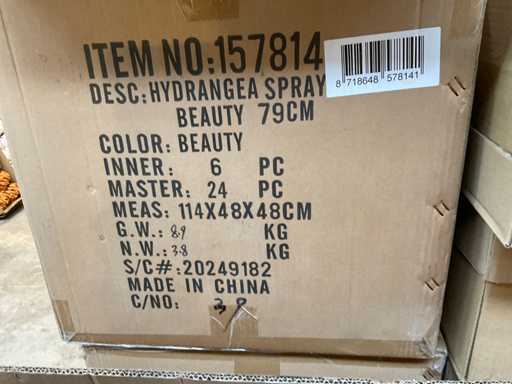 ITEM NO:157814
8 718648 578141
DESC:HYDRANGEA SPRAY
BEAUTY 79CM
COLOR: BEAUTY
INNER: 6 PC
MASTER: 24 PC
MEAS: 114X48X48CM
G.W.: 8.9 KG
N.W.: 3.8 KG
S/C#:20249182
MADE IN CHINA
C/NO: